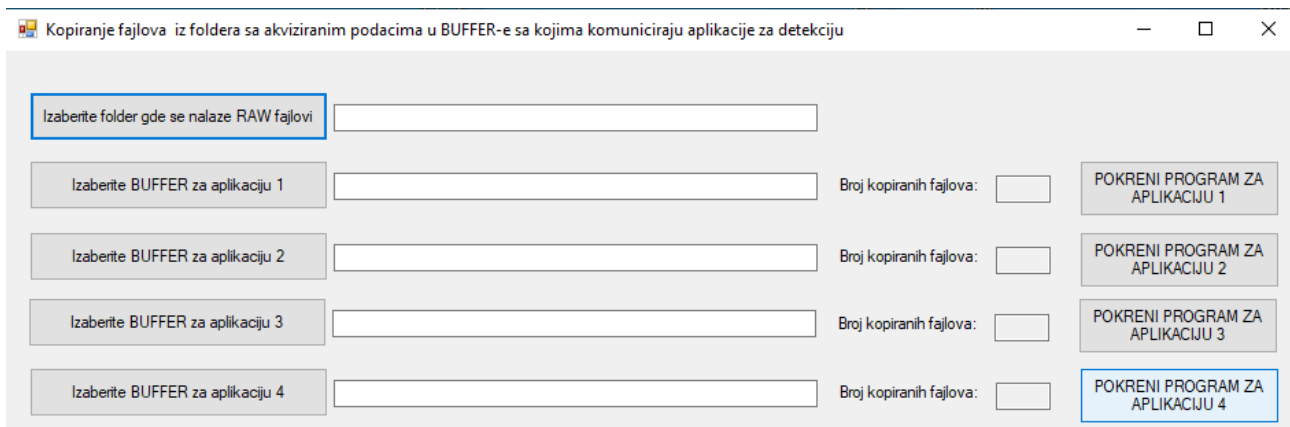 Kopiranje fajlova iz foldera sa akviziranim podacima u BUFFER-e sa kojima komuniciraju aplikacije za detekciju
Izaberite folder gde se nalaze RAW fajlovi
Izaberite BUFFER za aplikaciju 1
Broj kopiranih fajlova:
POKRENI PROGRAM ZA
APLIKACIJU 1
Izaberite BUFFER za aplikaciju 2
Broj kopiranih fajlova:
POKRENI PROGRAM ZA
APLIKACIJU 2
Izaberite BUFFER za aplikaciju 3
Broj kopiranih fajlova:
POKRENI PROGRAM ZA
APLIKACIJU 3
Izaberite BUFFER za aplikaciju 4
Broj kopiranih fajlova:
POKRENI PROGRAM ZA
APLIKACIJU 4